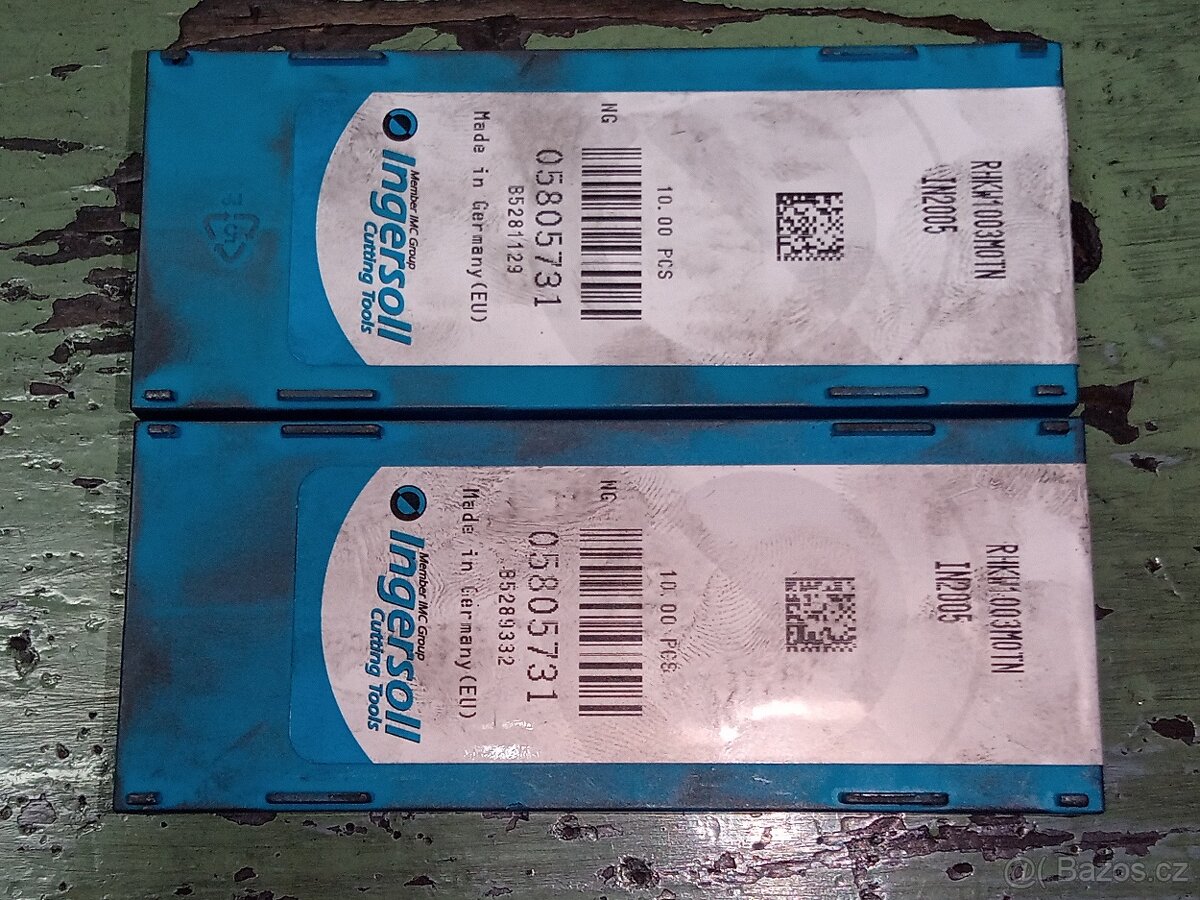 RHKW1003M0TN
IN2005
10.00 PCS
NG
05805731
B5281129
Made in Germany(EU)
Member IMC Group
Ingersoll
Cutting Tools
RHKW1003M0TN
IN2005
10.00 PCS
NG
05805731
B5289332
Made in Germany(EU)
Member IMC Group
Ingersoll
Cutting Tools
Bazos.cz